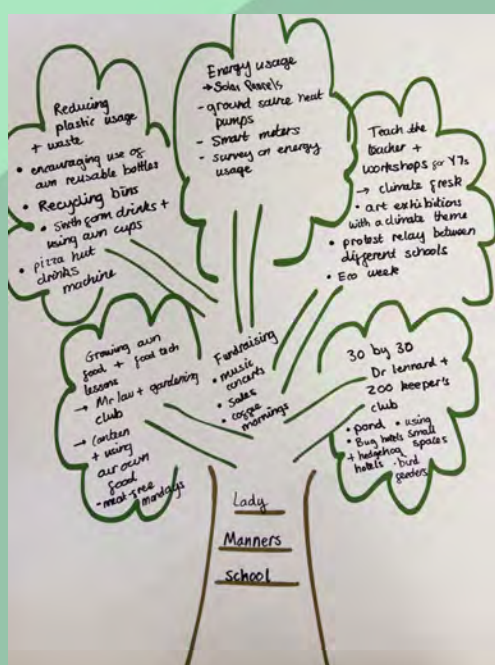 Reducing
plastic usage
+ waste
• encouraging use of
own reusable bottles
• Recycling bins
• Sixth form drinks +
using own cups
• pizza hut
drinks
machine
Energy usage
→ Solar Pannels
- ground source heat
pumps
- Smart meters
- survey on energy
usage
Teach the
teacher +
workshops for Y7s
→ climate fresk
• art exhibitions
with a climate theme
• protest relay between
different schools
• Eco week
Growing own
food + food tech
lessons
→ Mr law + gardening
club
→ Canteen
+ using
our own
food
- meat-free mondays
Fundraising
• music
concerts
• sales
• coffee
mornings
30 by 30
Dr Lennard +
zoo keeper's
club
• pond • using
• Bug hotels small
+ hedgehog spaces
hotels • bird
feeders
Lady
Manners
School